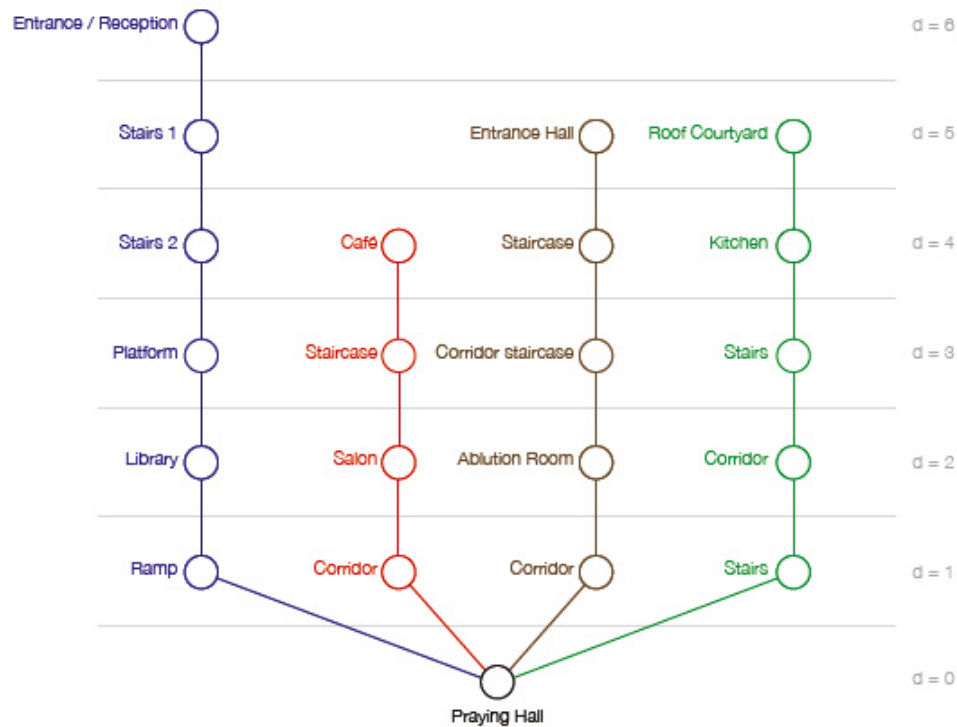 Entrance / Reception
d = 6
Stairs 1
Entrance Hall
Roof Courtyard
d = 5
Stairs 2
Café
Staircase
Kitchen
d = 4
Platform
Staircase
Corridor staircase
Stairs
d = 3
Library
Salon
Ablution Room
Corridor
d = 2
Ramp
Corridor
Corridor
Stairs
d = 1
d = 0
Praying Hall